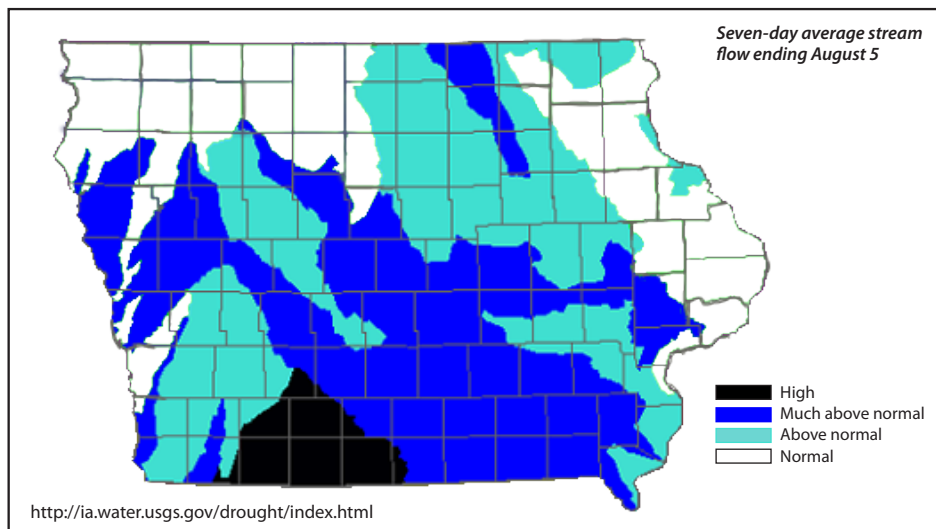 Seven-day average stream
flow ending August 5
High
Much above normal
Above normal
Normal
http://ia.water.usgs.gov/drought/index.html